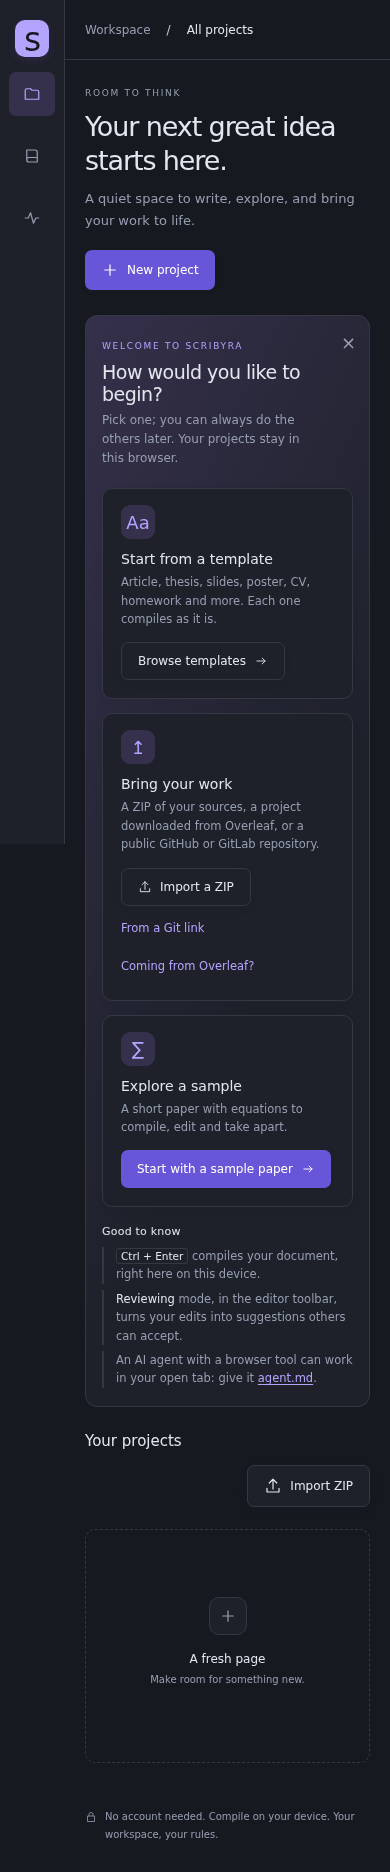 S
Workspace / All projects
ROOM TO THINK
Your next great idea
starts here.
A quiet space to write, explore, and bring
your work to life.
New project
WELCOME TO SCRIBYRA
How would you like to
begin?
Pick one; you can always do the
others later. Your projects stay in
this browser.
Aa
Start from a template
Article, thesis, slides, poster, CV,
homework and more. Each one
compiles as it is.
Browse templates →
↥
Bring your work
A ZIP of your sources, a project
downloaded from Overleaf, or a
public GitHub or GitLab repository.
Import a ZIP
From a Git link
Coming from Overleaf?
∑
Explore a sample
A short paper with equations to
compile, edit and take apart.
Start with a sample paper →
Good to know
Ctrl + Enter compiles your document,
right here on this device.
Reviewing mode, in the editor toolbar,
turns your edits into suggestions others
can accept.
An AI agent with a browser tool can work
in your open tab: give it agent.md.
Your projects
Import ZIP
A fresh page
Make room for something new.
No account needed. Compile on your device. Your
workspace, your rules.